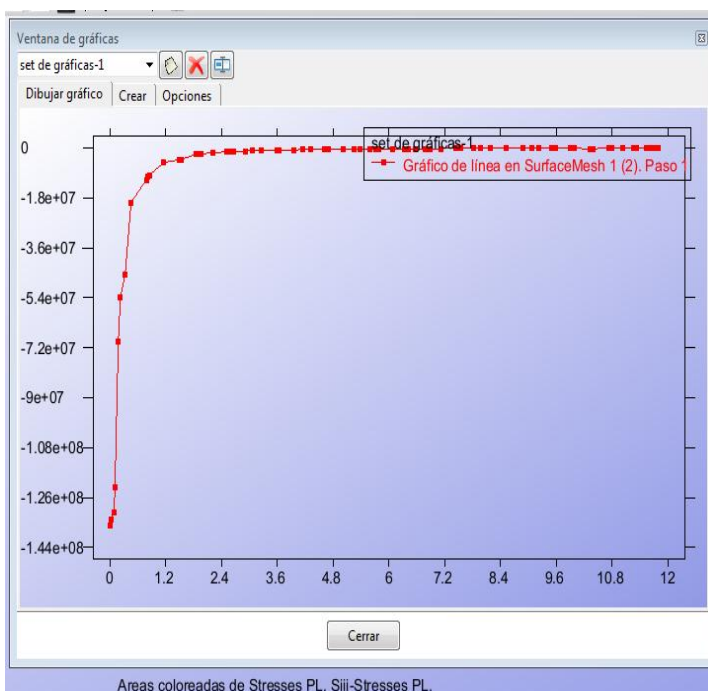 Ventana de gráficas
set de gráficas-1
Dibujar gráfico Crear Opciones
set de gráficas-1
Gráfico de línea en SurfaceMesh 1 (2). Paso 1
0
-1.8e+07
-3.6e+07
-5.4e+07
-7.2e+07
-9e+07
-1.08e+08
-1.26e+08
-1.44e+08
0 1.2 2.4 3.6 4.8 6 7.2 8.4 9.6 10.8 12
Cerrar
Areas coloreadas de Stresses PL, Siii-Stresses PL.